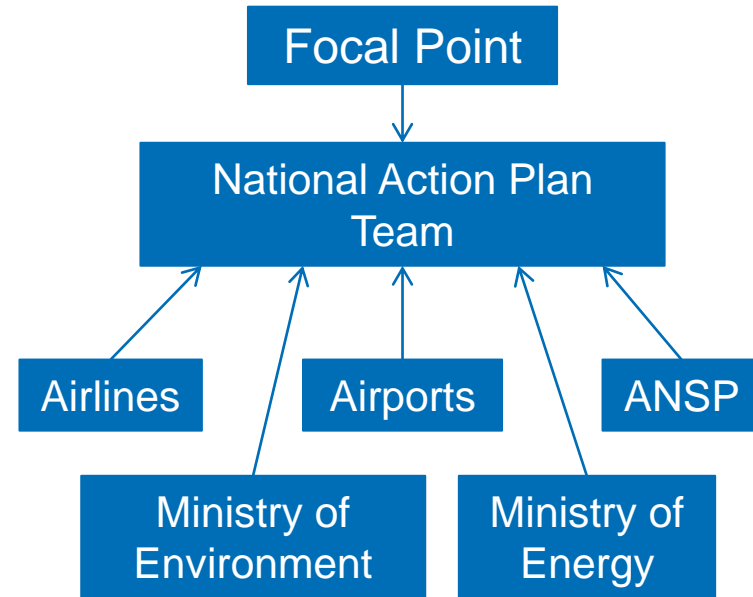 Focal Point
National Action Plan
Team
Airlines
Airports
ANSP
Ministry of
Environment
Ministry of
Energy